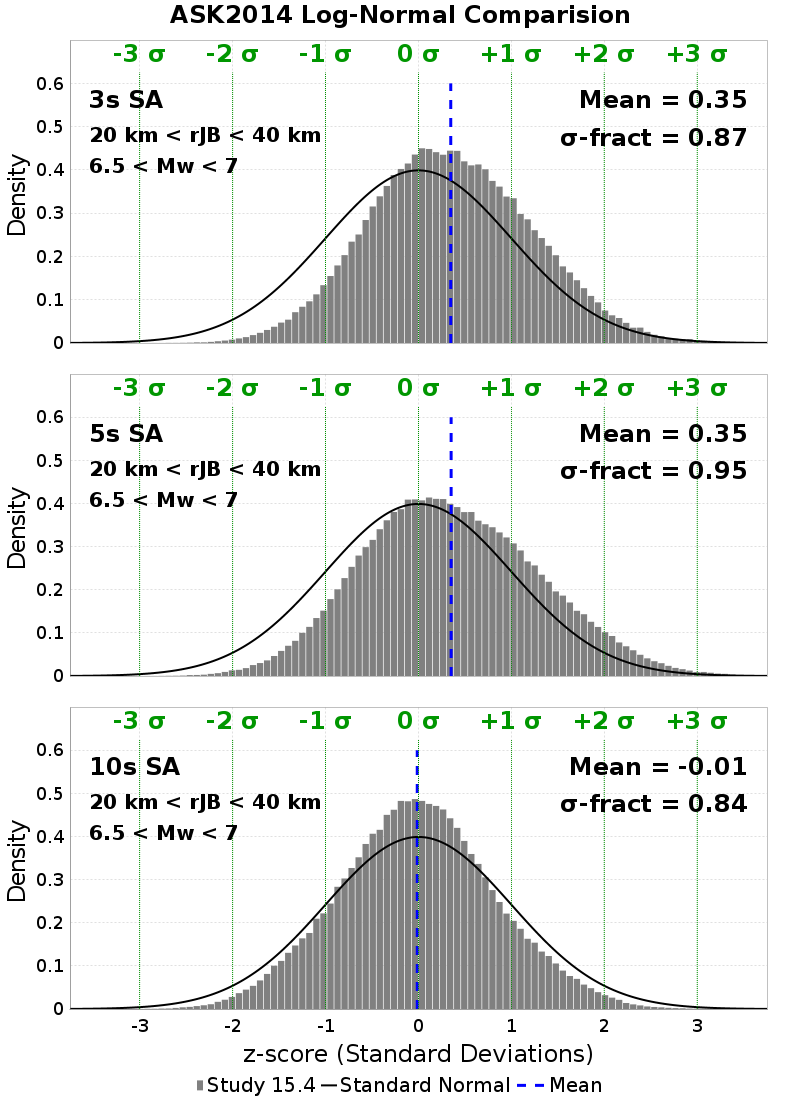 ASK2014 Log-Normal Comparision
-3 σ -2 σ -1 σ 0 σ +1 σ +2 σ +3 σ
0.6
0.5
0.4
0.3
0.2
0.1
0
Density
3s SA
20 km < rJB < 40 km
6.5 < Mw < 7
Mean = 0.35
σ-fract = 0.87
-3 σ -2 σ -1 σ 0 σ +1 σ +2 σ +3 σ
0.6
0.5
0.4
0.3
0.2
0.1
0
Density
5s SA
20 km < rJB < 40 km
6.5 < Mw < 7
Mean = 0.35
σ-fract = 0.95
-3 σ -2 σ -1 σ 0 σ +1 σ +2 σ +3 σ
0.6
0.5
0.4
0.3
0.2
0.1
0
Density
10s SA
20 km < rJB < 40 km
6.5 < Mw < 7
Mean = -0.01
σ-fract = 0.84
-3 -2 -1 0 1 2 3
z-score (Standard Deviations)
Study 15.4 Standard Normal Mean